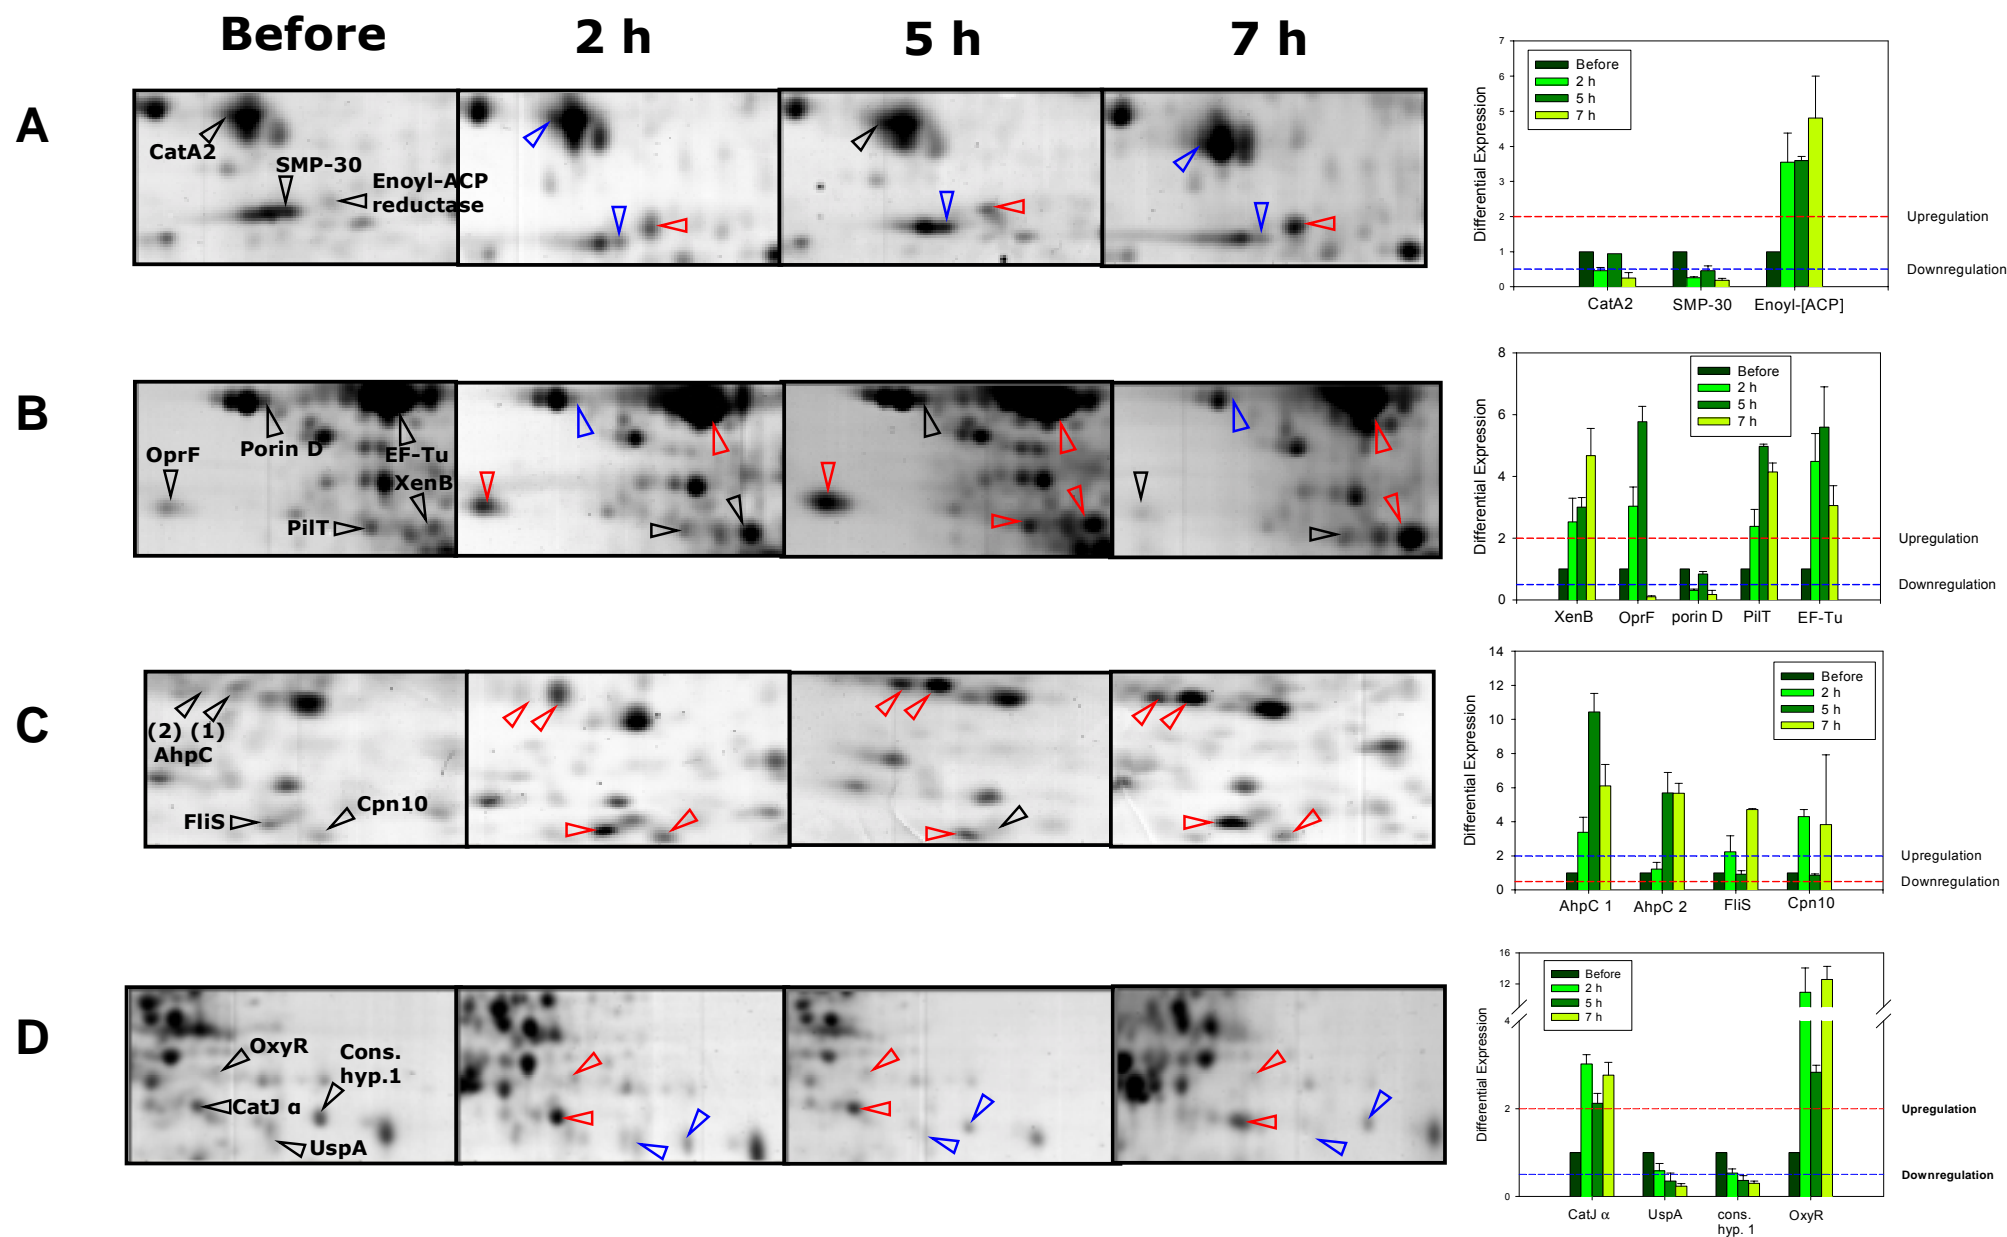 Before 2 h 5 h 7 h
A
CatA2
SMP-30
Enoyl-ACP
reductase
7
6
5
4
3
2
1
0
Differential Expression
Before
2 h
5 h
7 h
Upregulation
Downregulation
CatA2 SMP-30 Enoyl-[ACP]
B
OprF
Porin D
EF-Tu
XenB
PilT
8
6
4
2
0
Differential Expression
Before
2 h
5 h
7 h
Upregulation
Downregulation
XenB OprF porin D PilT EF-Tu
C
(2) (1)
AhpC
FliS
Cpn10
14
12
10
8
6
4
2
0
Differential Expression
Before
2 h
5 h
7 h
Upregulation
Downregulation
AhpC 1 AhpC 2 FliS Cpn10
D
OxyR
Cons.
hyp.1
CatJ α
UspA
16
12
4
2
0
Differential Expression
Before
2 h
5 h
7 h
Upregulation
Downregulation
CatJ α UspA cons. OxyR
hyp. 1